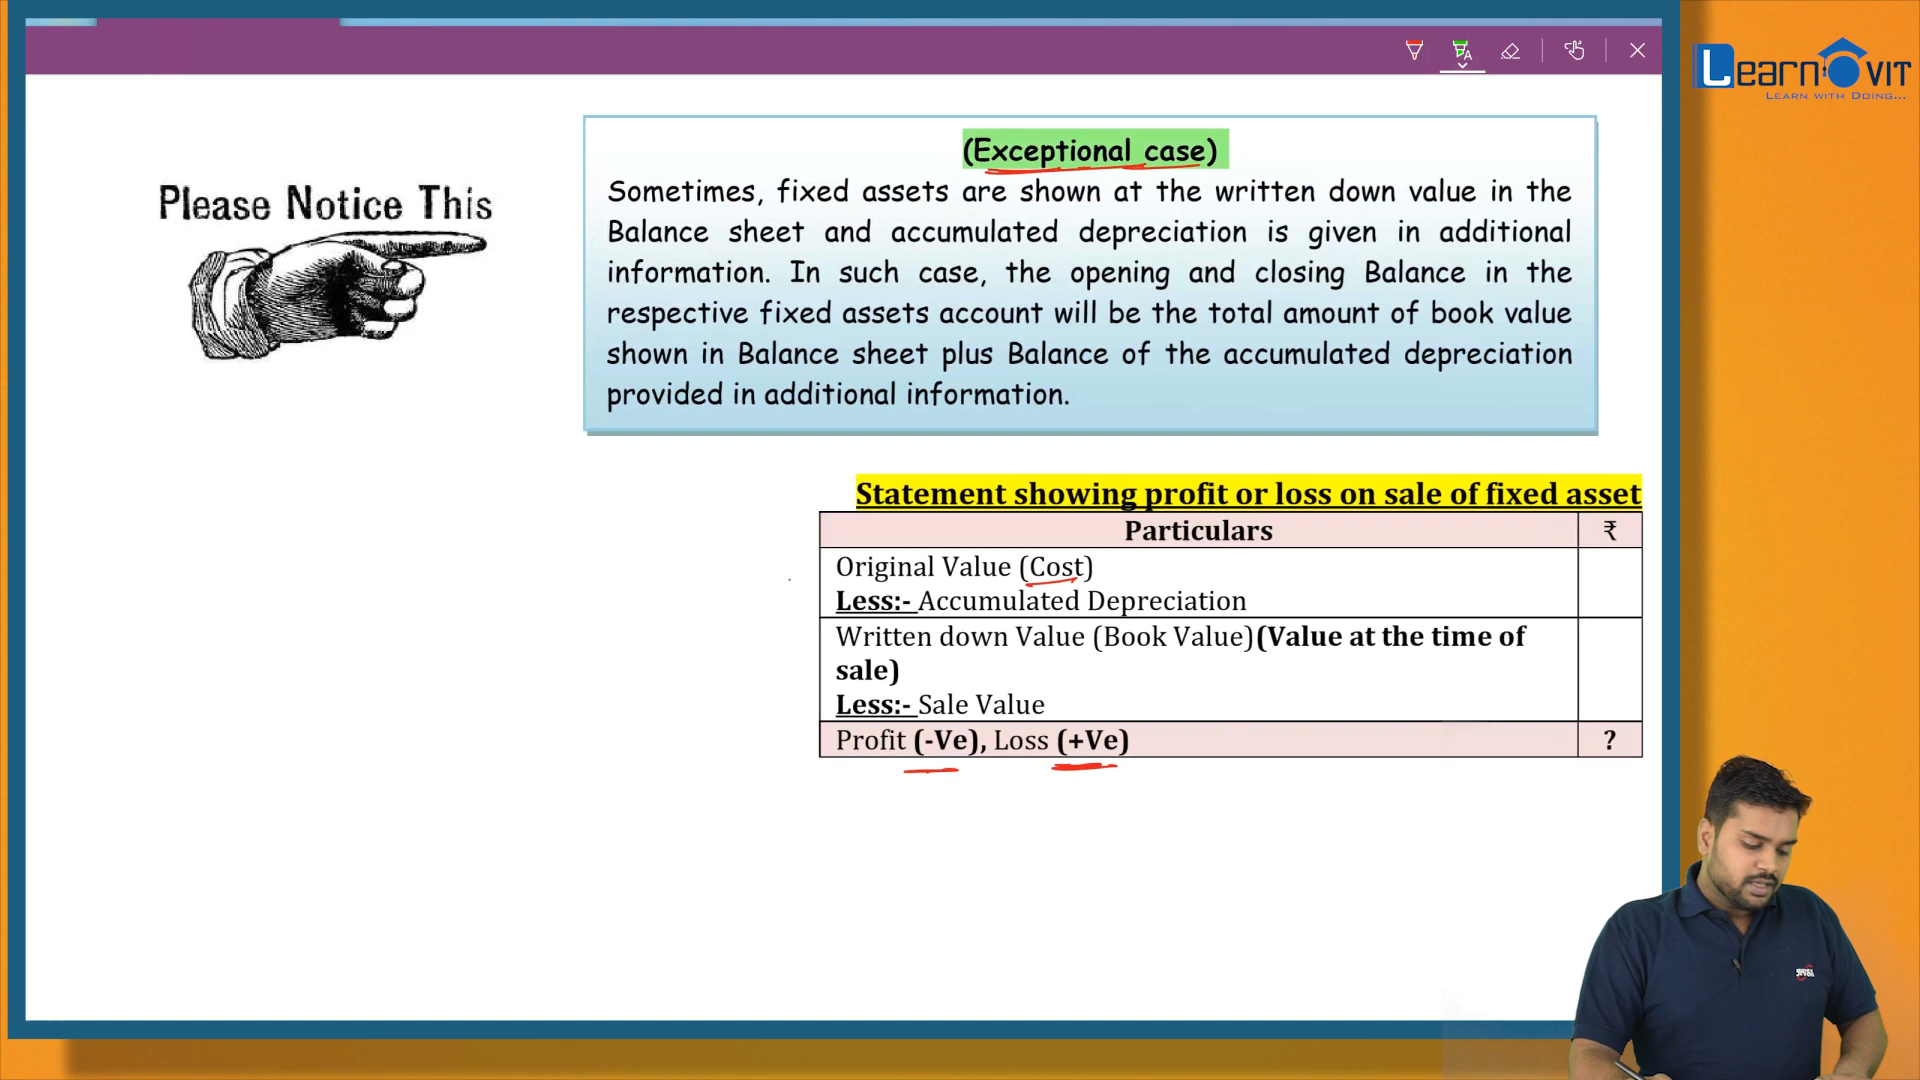 LearnOVIT
Learn with Doing...
Please Notice This
(Exceptional case)
Sometimes, fixed assets are shown at the written down value in the
Balance sheet and accumulated depreciation is given in additional
information. In such case, the opening and closing Balance in the
respective fixed assets account will be the total amount of book value
shown in Balance sheet plus Balance of the accumulated depreciation
provided in additional information.
Statement showing profit or loss on sale of fixed asset
Particulars ₹
Original Value (Cost)
Less:- Accumulated Depreciation
Written down Value (Book Value)(Value at the time of
sale)
Less:- Sale Value
Profit (-Ve), Loss (+Ve) ?